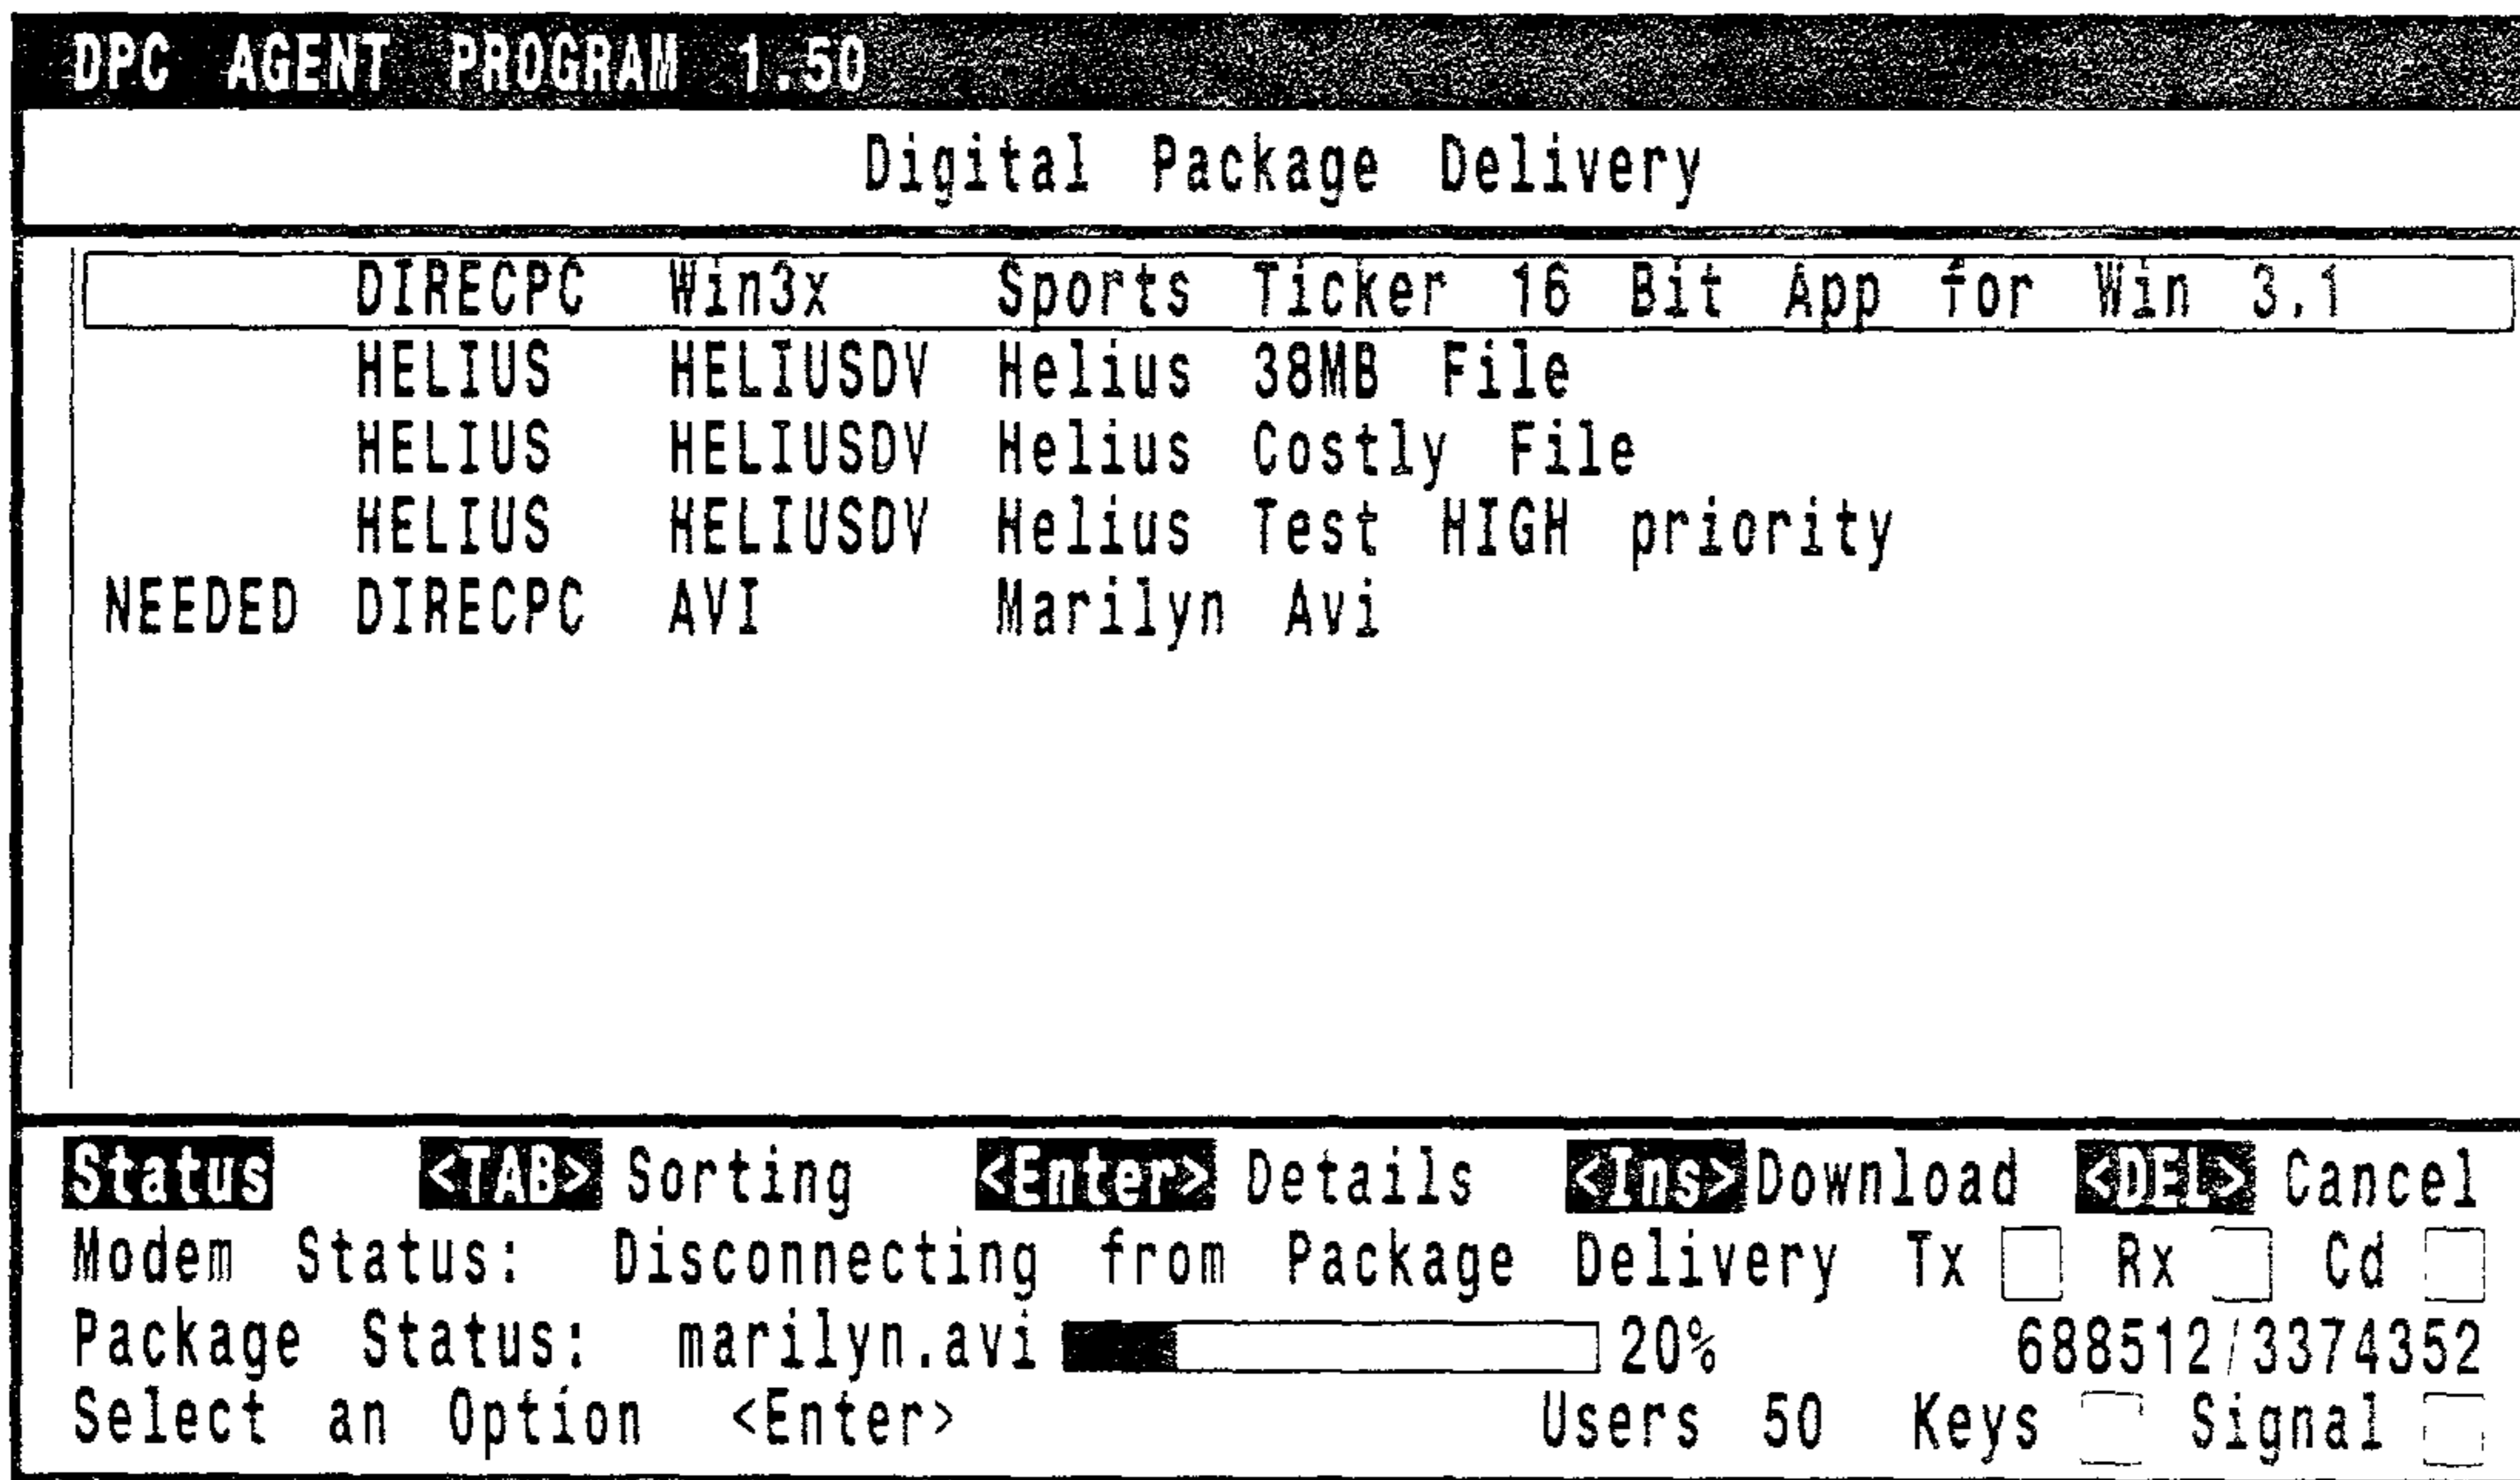 DPC AGENT PROGRAM 1.50
Digital Package Delivery
DIRECPC Win3x Sports Ticker 16 Bit App for Win 3.1
HELIUS HELIUSDV Helius 38MB File
HELIUS HELIUSDV Helius Costly File
HELIUS HELIUSDV Helius Test HIGH priority
NEEDED DIRECPC AVI Marilyn Avi
Status <TAB> Sorting <Enter> Details <Ins> Download <DEL> Cancel
Modem Status: Disconnecting from Package Delivery Tx Rx Cd
Package Status: marilyn.avi 20% 688512/3374352
Select an Option <Enter> Users 50 Keys Signal